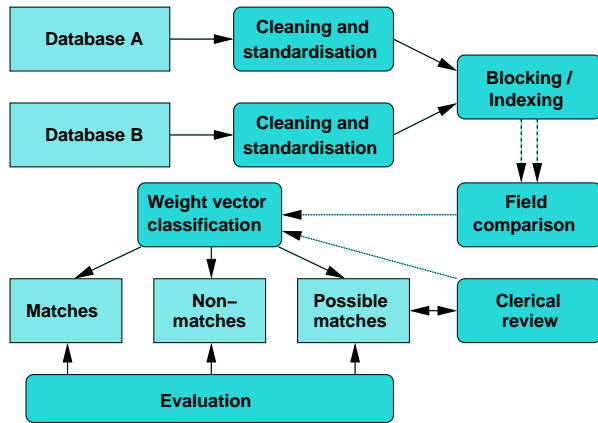 Database A
Cleaning and
standardisation
Blocking /
Indexing
Database B
Cleaning and
standardisation
Weight vector
classification
Field
comparison
Matches
Non−
matches
Possible
matches
Clerical
review
Evaluation